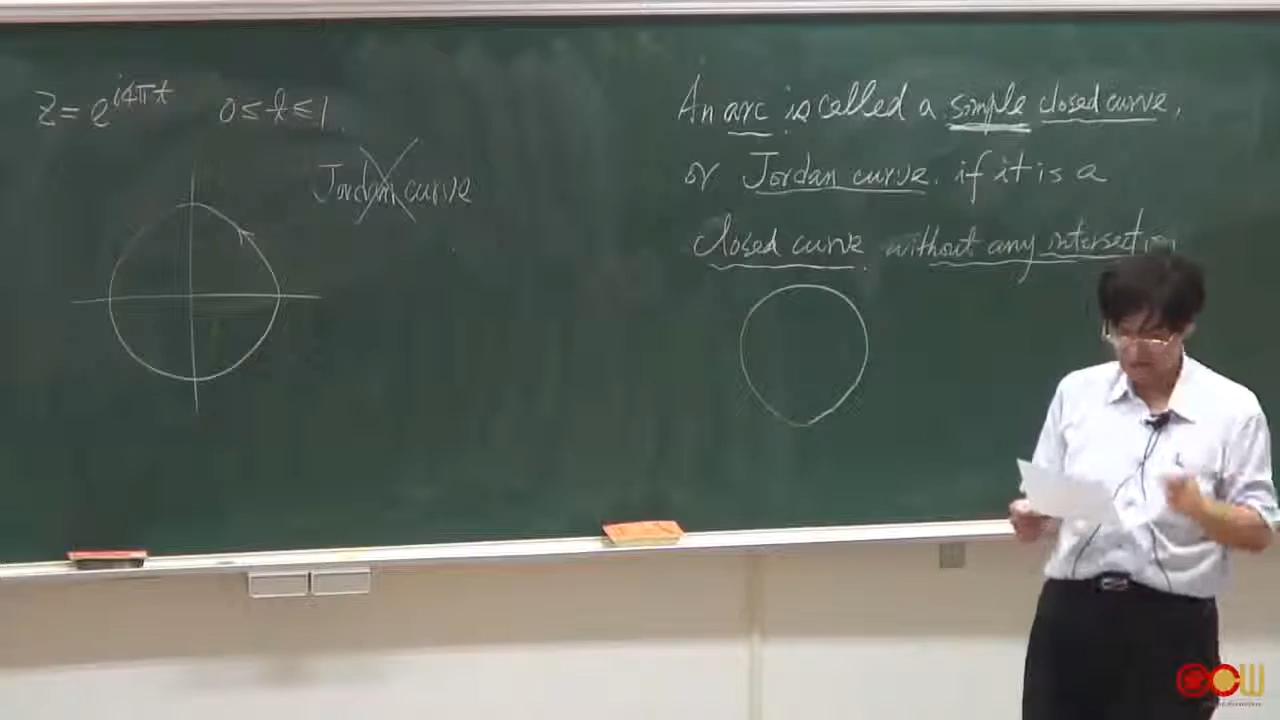 z = e^{i4πt} 0 ≤ t ≤ 1
Jordan curve
An arc is called a simple closed curve,
or Jordan curve, if it is a
closed curve without any intersection